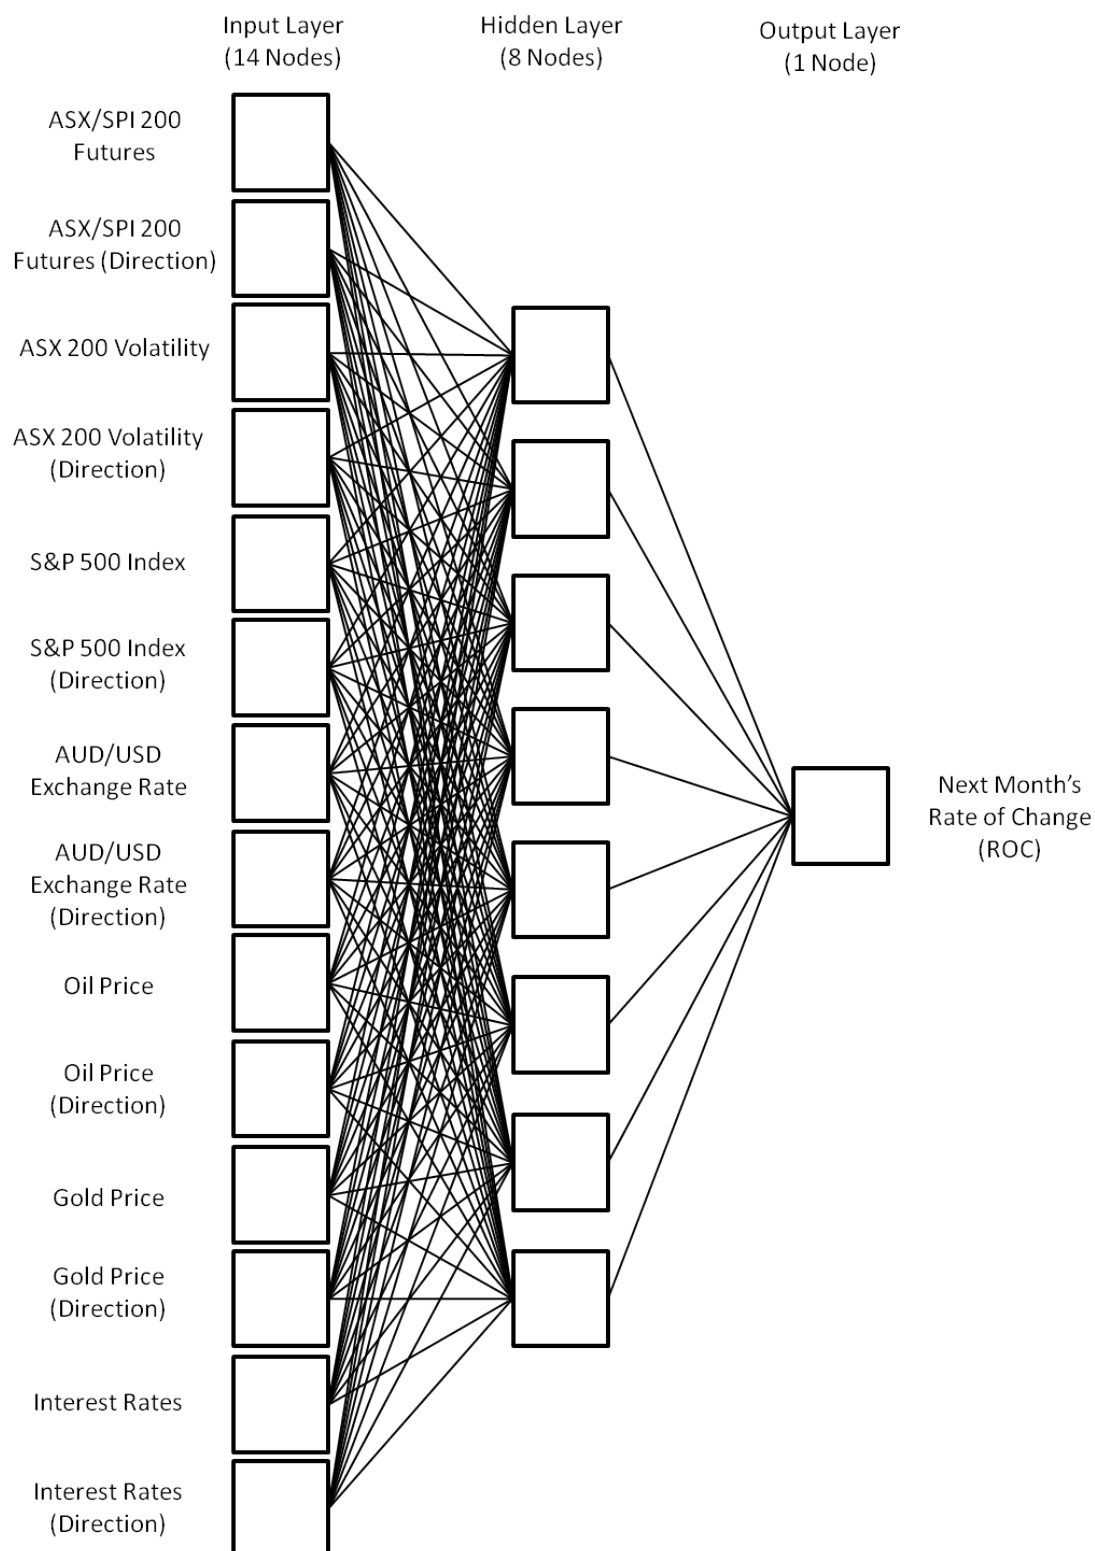 Input Layer
(14 Nodes)
Hidden Layer
(8 Nodes)
Output Layer
(1 Node)
ASX/SPI 200
Futures
ASX/SPI 200
Futures (Direction)
ASX 200 Volatility
ASX 200 Volatility
(Direction)
S&P 500 Index
S&P 500 Index
(Direction)
AUD/USD
Exchange Rate
AUD/USD
Exchange Rate
(Direction)
Oil Price
Oil Price
(Direction)
Gold Price
Gold Price
(Direction)
Interest Rates
Interest Rates
(Direction)
Next Month’s
Rate of Change
(ROC)